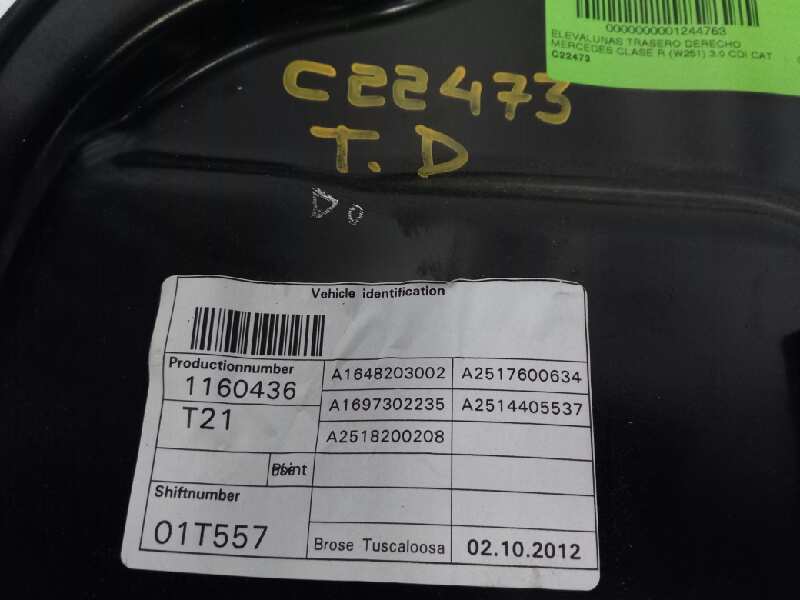 0000000001244763
ELEVALUNAS TRASERO DERECHO
MERCEDES CLASE R (W251) 3.0 CDI CAT
C22473
C22473
T.D
Vehicle identification
Productionnumber
1160436
T21
A1648203002 A2517600634
A1697302235 A2514405537
A2518200208
Shiftnumber
01T557
Brose Tuscaloosa 02.10.2012